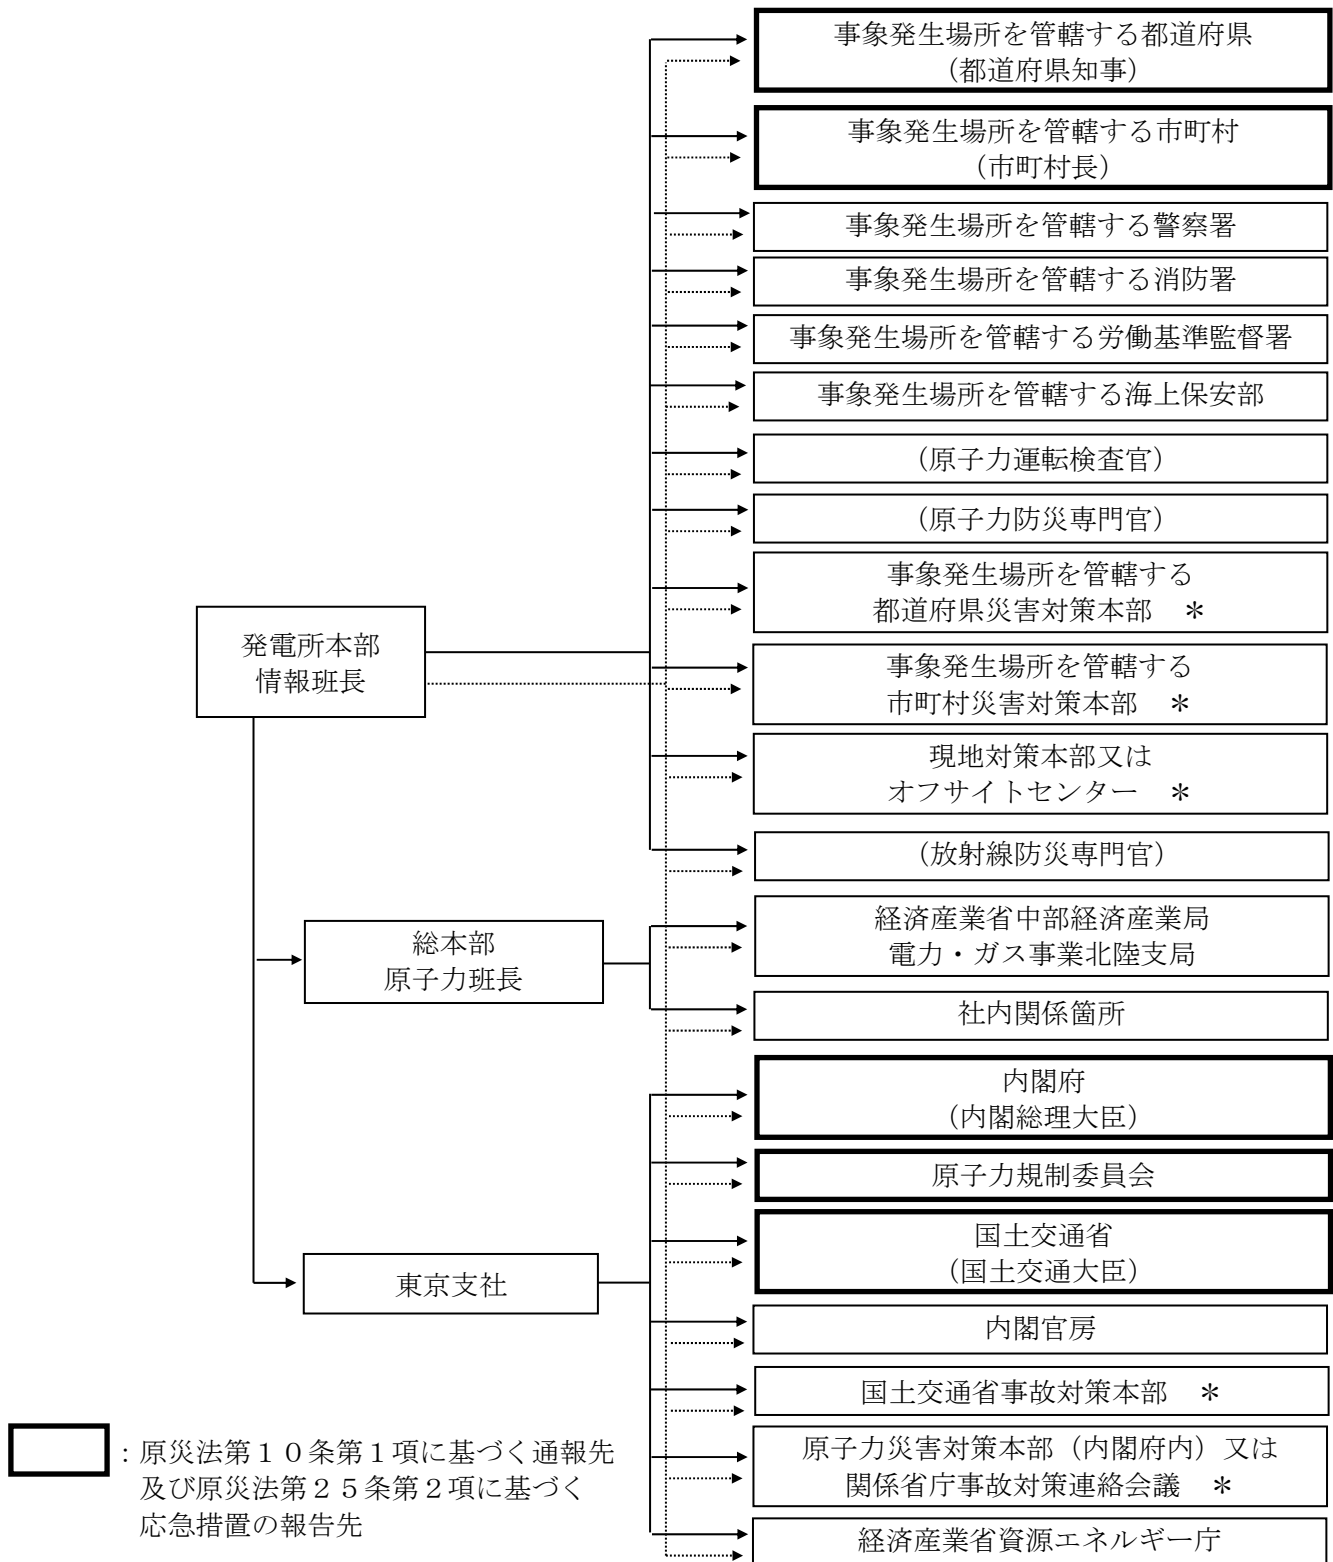 事象発生場所を管轄する都道府県
（都道府県知事）
事象発生場所を管轄する市町村
（市町村長）
事象発生場所を管轄する警察署
事象発生場所を管轄する消防署
事象発生場所を管轄する労働基準監督署
事象発生場所を管轄する海上保安部
（原子力運転検査官）
（原子力防災専門官）
事象発生場所を管轄する
都道府県災害対策本部　＊
発電所本部
情報班長
事象発生場所を管轄する
市町村災害対策本部　＊
現地対策本部又は
オフサイトセンター　＊
（放射線防災専門官）
総本部
原子力班長
経済産業省中部経済産業局
電力・ガス事業北陸支局
社内関係箇所
内閣府
（内閣総理大臣）
原子力規制委員会
国土交通省
（国土交通大臣）
東京支社
内閣官房
国土交通省事故対策本部　＊
原子力災害対策本部（内閣府内）又は
関係省庁事故対策連絡会議　＊
経済産業省資源エネルギー庁
：原災法第１０条第１項に基づく通報先
及び原災法第２５条第２項に基づく
応急措置の報告先